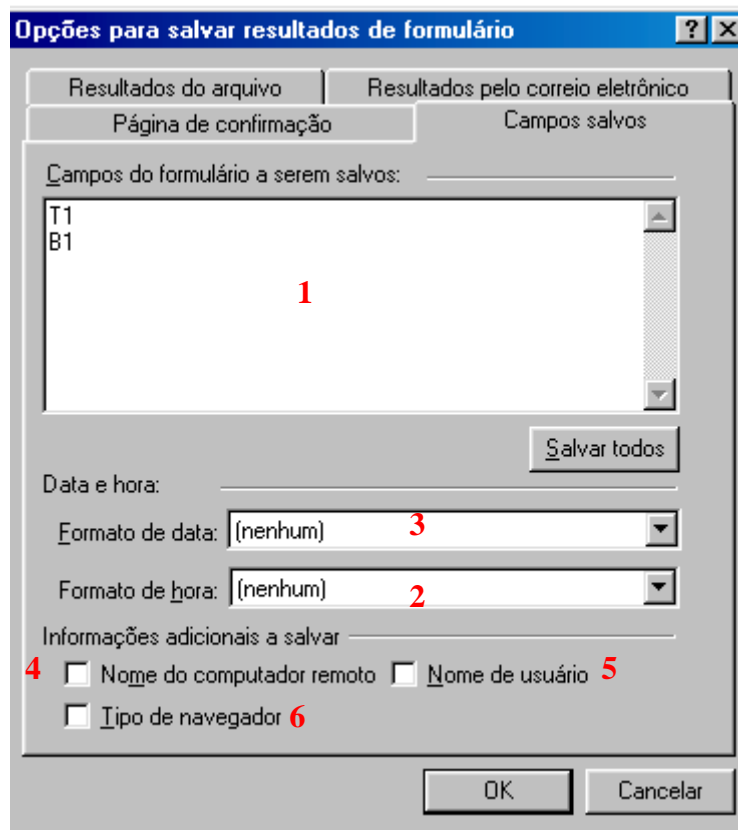 Opções para salvar resultados de formulário ? X
Resultados do arquivo Resultados pelo correio eletrônico
Página de confirmação Campos salvos
Campos do formulário a serem salvos:
T1
B1
1
Salvar todos
Data e hora:
Formato de data: (nenhum) 3
Formato de hora: (nenhum) 2
Informações adicionais a salvar
4 Nome do computador remoto Nome de usuário 5
Tipo de navegador 6
OK Cancelar